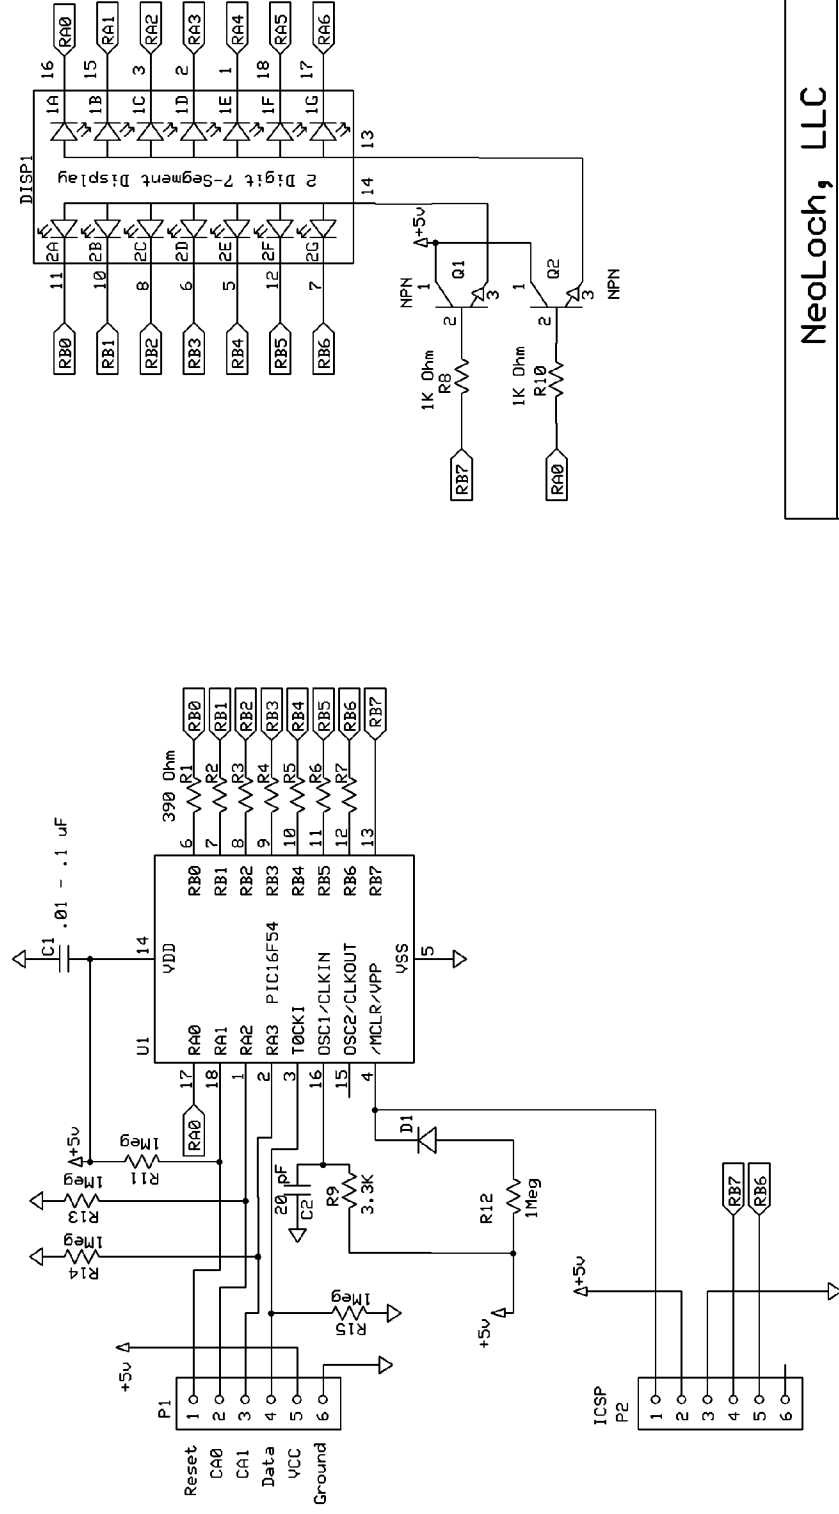 P1
Reset 1
CA0 2
CA1 3
Data 4
VCC 5
Ground 6
+5v
R14
1Meg
R13
1Meg
R11
1Meg
+5v
R15
1Meg
C1
.01 - .1 uF
U1
PIC16F54
14
VDD
17 RA0
18 RA1
1 RA2
2 RA3
3 T0CKI
16 OSC1/CLKIN
15 OSC2/CLKOUT
4 /MCLR/VPP
RB0 6
RB1 7
RB2 8
RB3 9
RB4 10
RB5 11
RB6 12
RB7 13
VSS
5
RA0
390 Ohm
R1
R2
R3
R4
R5
R6
R7
RB0
RB1
RB2
RB3
RB4
RB5
RB6
RB7
20 pF
C2
R9
3.3K
D1
R12
1Meg
+5v
ICSP
P2
1
2
3
4
5
6
+5v
RB7
RB6
DISP1
2 Digit 7-Segment Display
RB0 11 2A 1A 16 RA0
RB1 10 2B 1B 15 RA1
RB2 8 2C 1C 3 RA2
RB3 6 2D 1D 2 RA3
RB4 5 2E 1E 1 RA4
RB5 12 2F 1F 18 RA5
RB6 7 2G 1G 17 RA6
14
13
+5v
NPN
1
Q1
2
3
1K Ohm
R8
RB7
1
Q2
2
3
NPN
1K Ohm
R10
RA0
NeoLoch, LLC